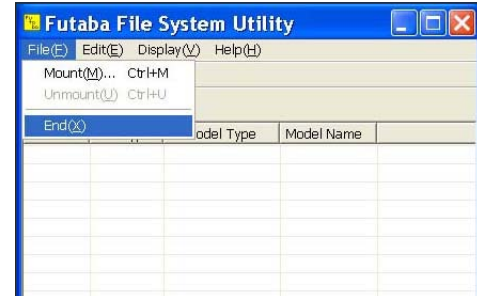 Futaba File System Utility
File(F) Edit(E) Display(V) Help(H)
Mount(M)... Ctrl+M
Unmount(U) Ctrl+U
End(X)
odel Type Model Name